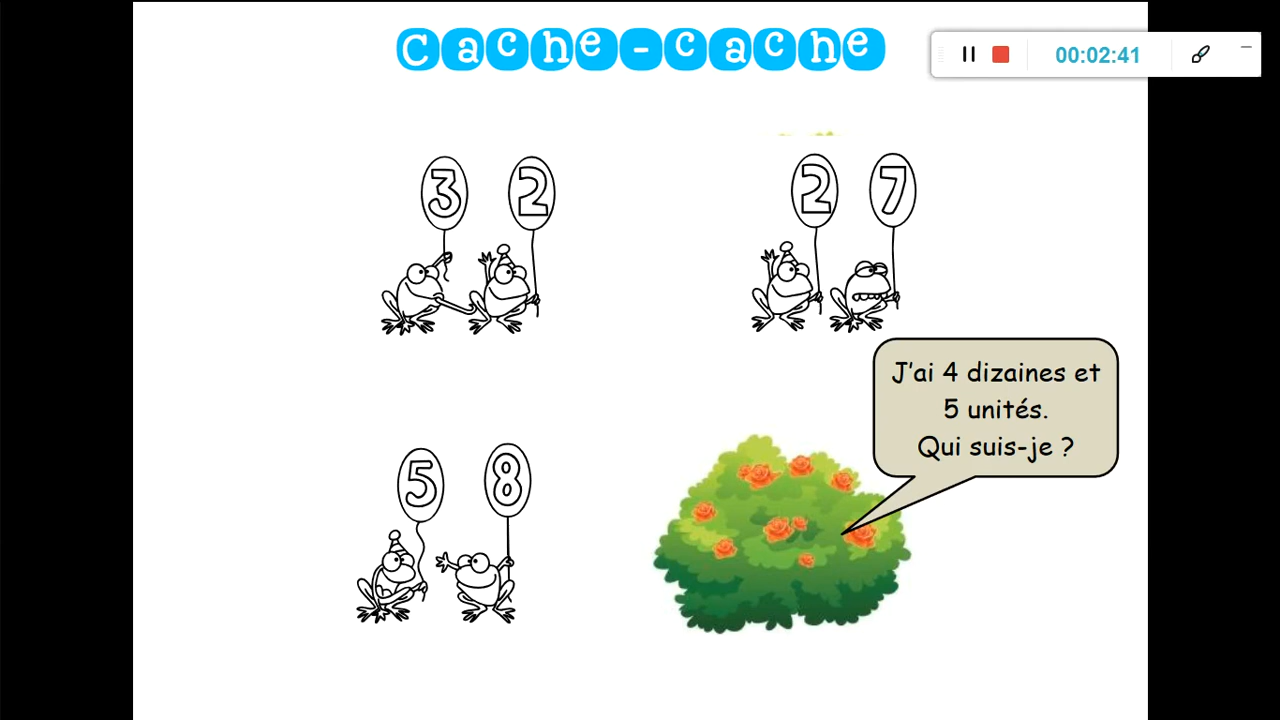 Cache-cache
00:02:41
3 2
2 7
J'ai 4 dizaines et
5 unités.
Qui suis-je ?
5 8